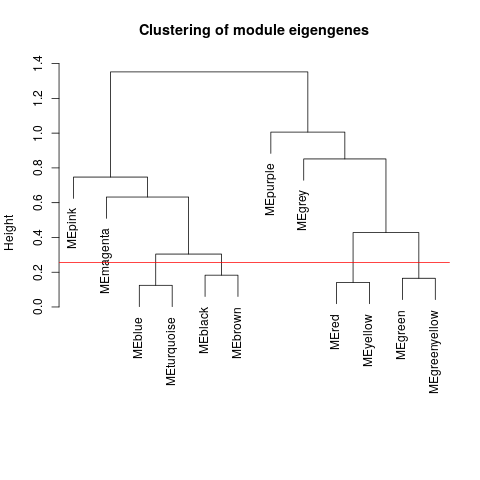 Clustering of module eigengenes
Height
1.4
1.2
1.0
0.8
0.6
0.4
0.2
0.0
MEpink
MEmagenta
MEblue
MEturquoise
MEblack
MEbrown
MEpurple
MEgrey
MEred
MEyellow
MEgreen
MEgreenyellow